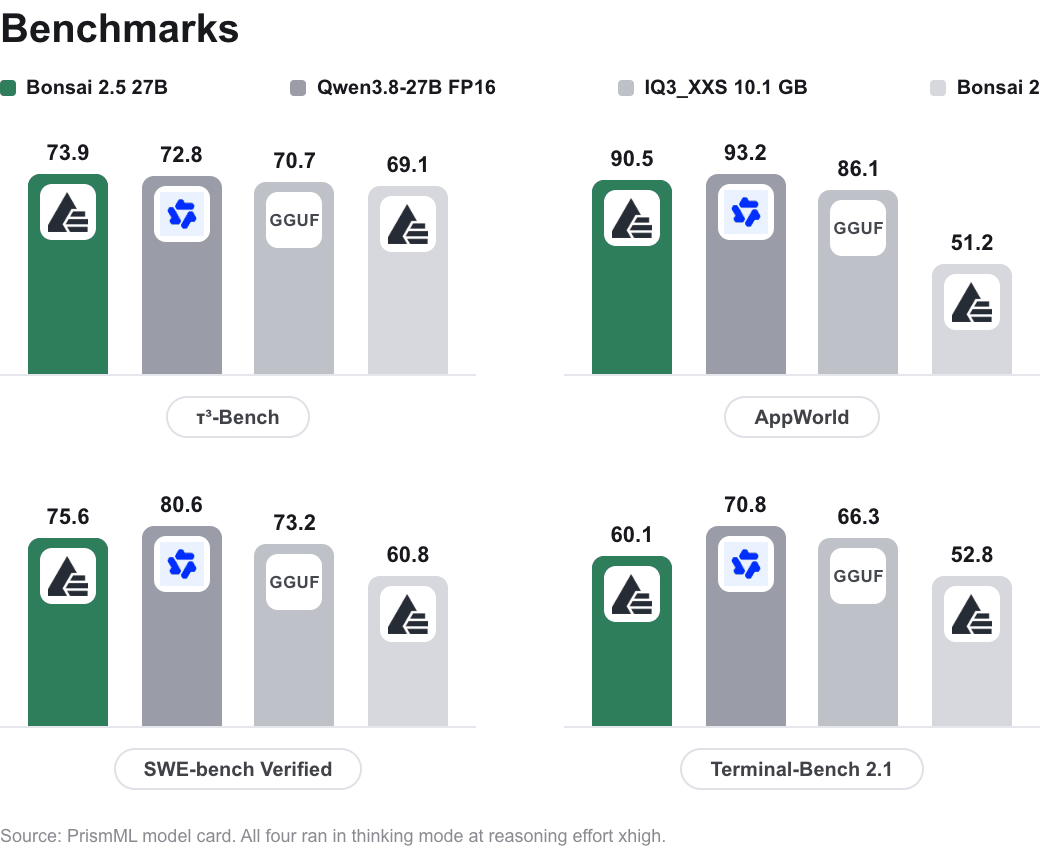 Benchmarks
Bonsai 2.5 27B Qwen3.8-27B FP16 IQ3_XXS 10.1 GB Bonsai 2
73.9 72.8 70.7 69.1
GGUF
τ³-Bench
90.5 93.2 86.1 51.2
GGUF
AppWorld
75.6 80.6 73.2 60.8
GGUF
SWE-bench Verified
60.1 70.8 66.3 52.8
GGUF
Terminal-Bench 2.1
Source: PrismML model card. All four ran in thinking mode at reasoning effort xhigh.